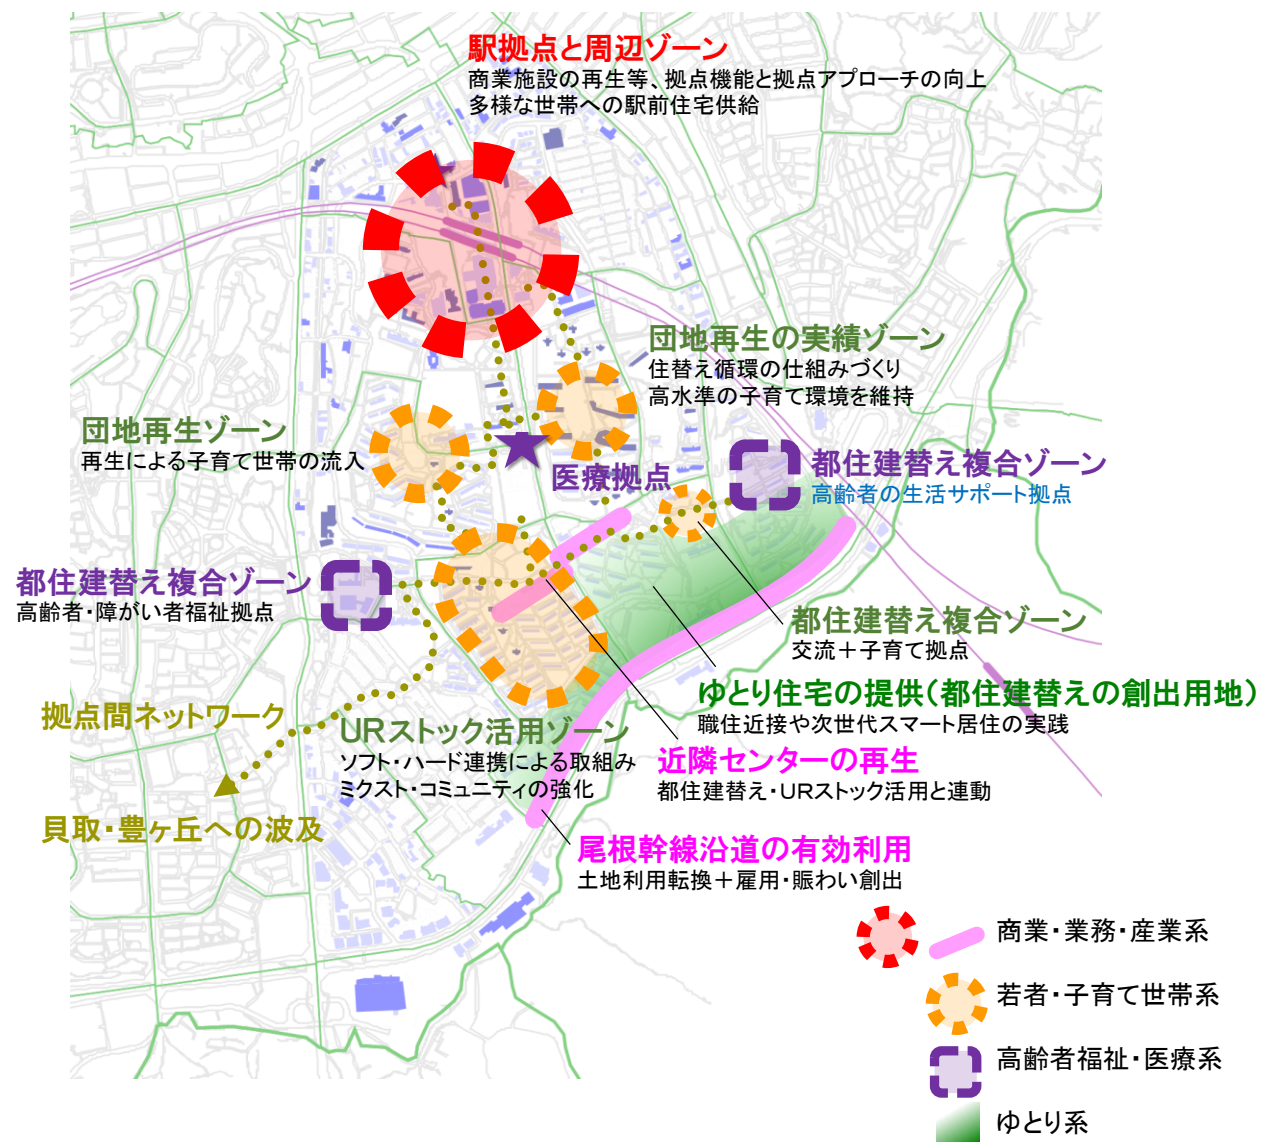 駅拠点と周辺ゾーン
商業施設の再生等、拠点機能と拠点アプローチの向上
多様な世帯への駅前住宅供給
団地再生の実績ゾーン
住替え循環の仕組みづくり
高水準の子育て環境を維持
団地再生ゾーン
再生による子育て世帯の流入
医療拠点
都住建替え複合ゾーン
高齢者の生活サポート拠点
都住建替え複合ゾーン
高齢者・障がい者福祉拠点
都住建替え複合ゾーン
交流＋子育て拠点
ゆとり住宅の提供（都住建替えの創出用地）
職住近接や次世代スマート居住の実践
拠点間ネットワーク
URストック活用ゾーン
ソフト・ハード連携による取組み
ミクスト・コミュニティの強化
近隣センターの再生
都住建替え・URストック活用と連動
貝取・豊ヶ丘への波及
尾根幹線沿道の有効利用
土地利用転換＋雇用・賑わい創出
商業・業務・産業系
若者・子育て世帯系
高齢者福祉・医療系
ゆとり系